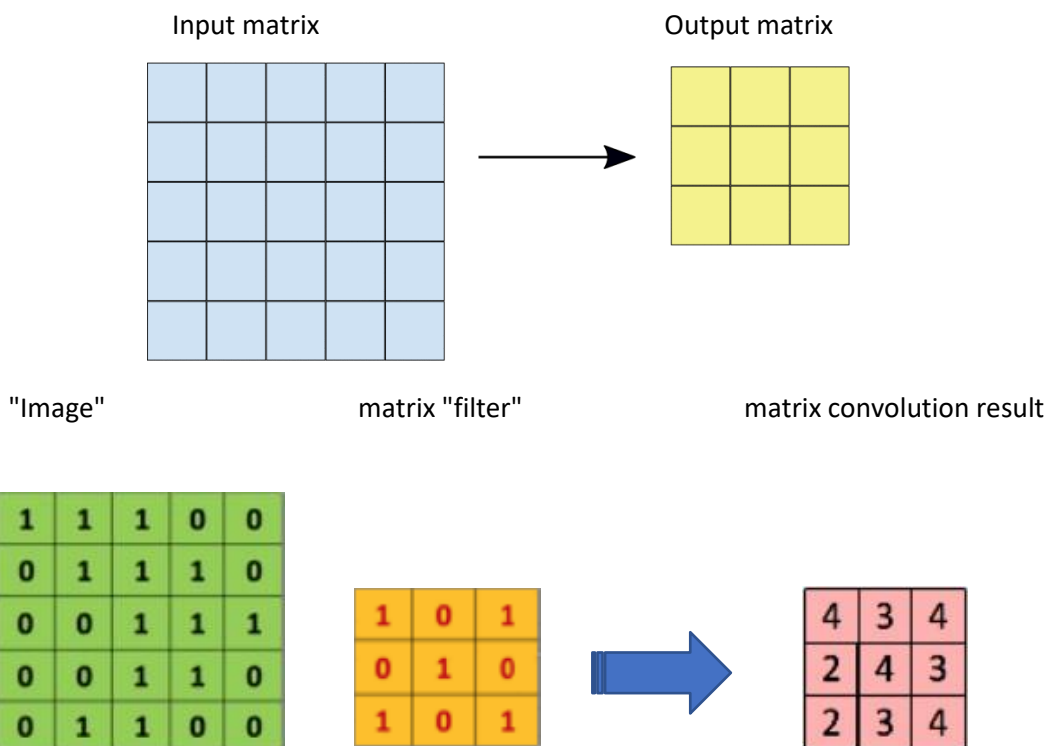 Input matrix Output matrix
"Image" matrix "filter" matrix convolution result
1 1 1 0 0
0 1 1 1 0
0 0 1 1 1
0 0 1 1 0
0 1 1 0 0
1 0 1
0 1 0
1 0 1
4 3 4
2 4 3
2 3 4